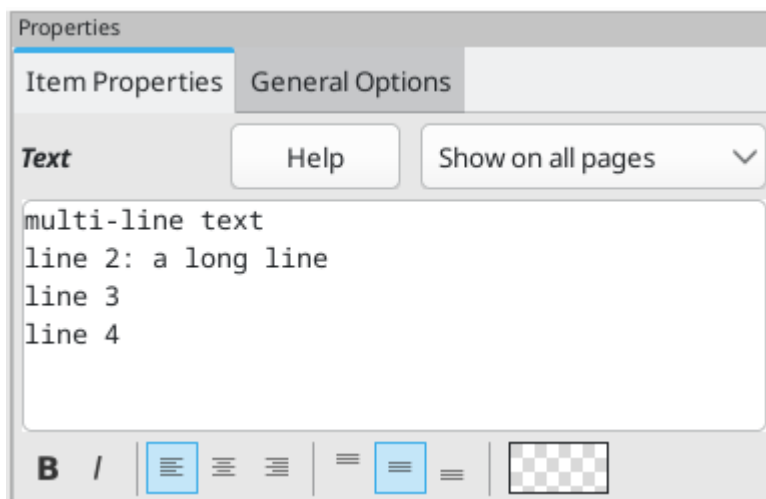 Properties
Item Properties General Options
Text Help Show on all pages
multi-line text
line 2: a long line
line 3
line 4
B I